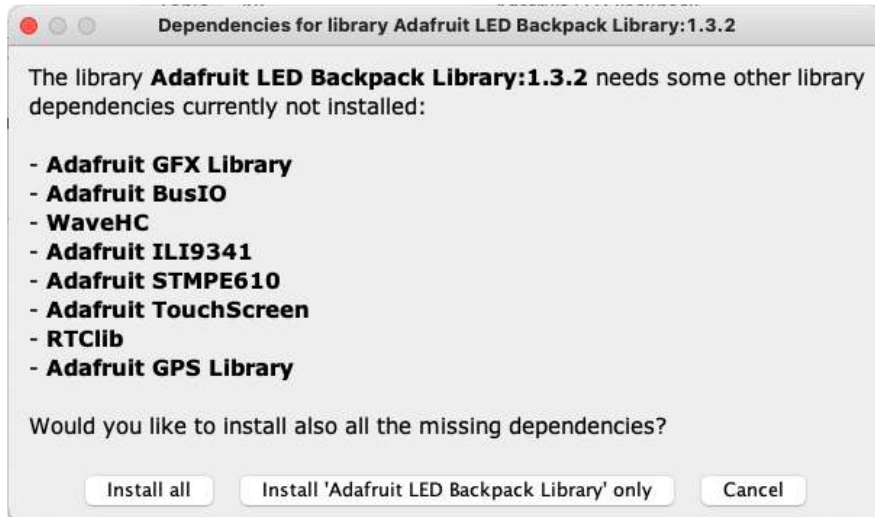 Dependencies for library Adafruit LED Backpack Library:1.3.2
The library Adafruit LED Backpack Library:1.3.2 needs some other library
dependencies currently not installed:
- Adafruit GFX Library
- Adafruit BusIO
- WaveHC
- Adafruit ILI9341
- Adafruit STMPE610
- Adafruit TouchScreen
- RTClib
- Adafruit GPS Library
Would you like to install also all the missing dependencies?
Install all Install 'Adafruit LED Backpack Library' only Cancel